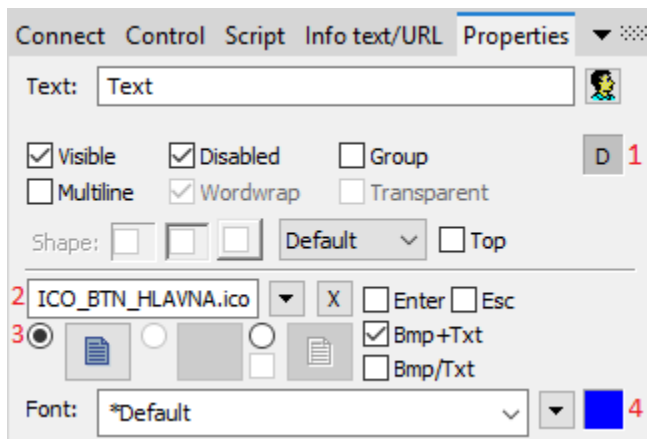 Connect Control Script Info text/URL Properties
Text: Text
Visible Disabled Group D 1
Multiline Wordwrap Transparent
Shape: Default Top
2 ICO_BTN_HLAVNA.ico X Enter Esc
3 Bmp+Txt
Bmp/Txt
Font: *Default 4